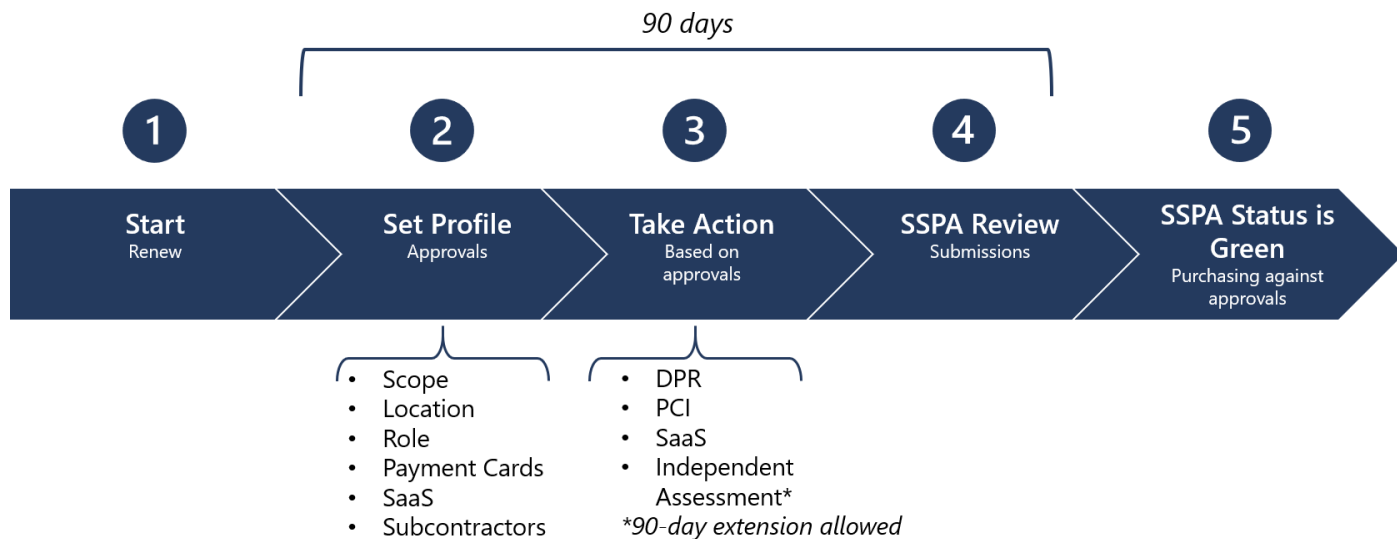 90 days
1
2
3
4
5
Start
Renew
Set Profile
Approvals
Take Action
Based on
approvals
SSPA Review
Submissions
SSPA Status is
Green
Purchasing against
approvals
• Scope
• Location
• Role
• Payment Cards
• SaaS
• Subcontractors
• DPR
• PCI
• SaaS
• Independent
Assessment*
*90-day extension allowed